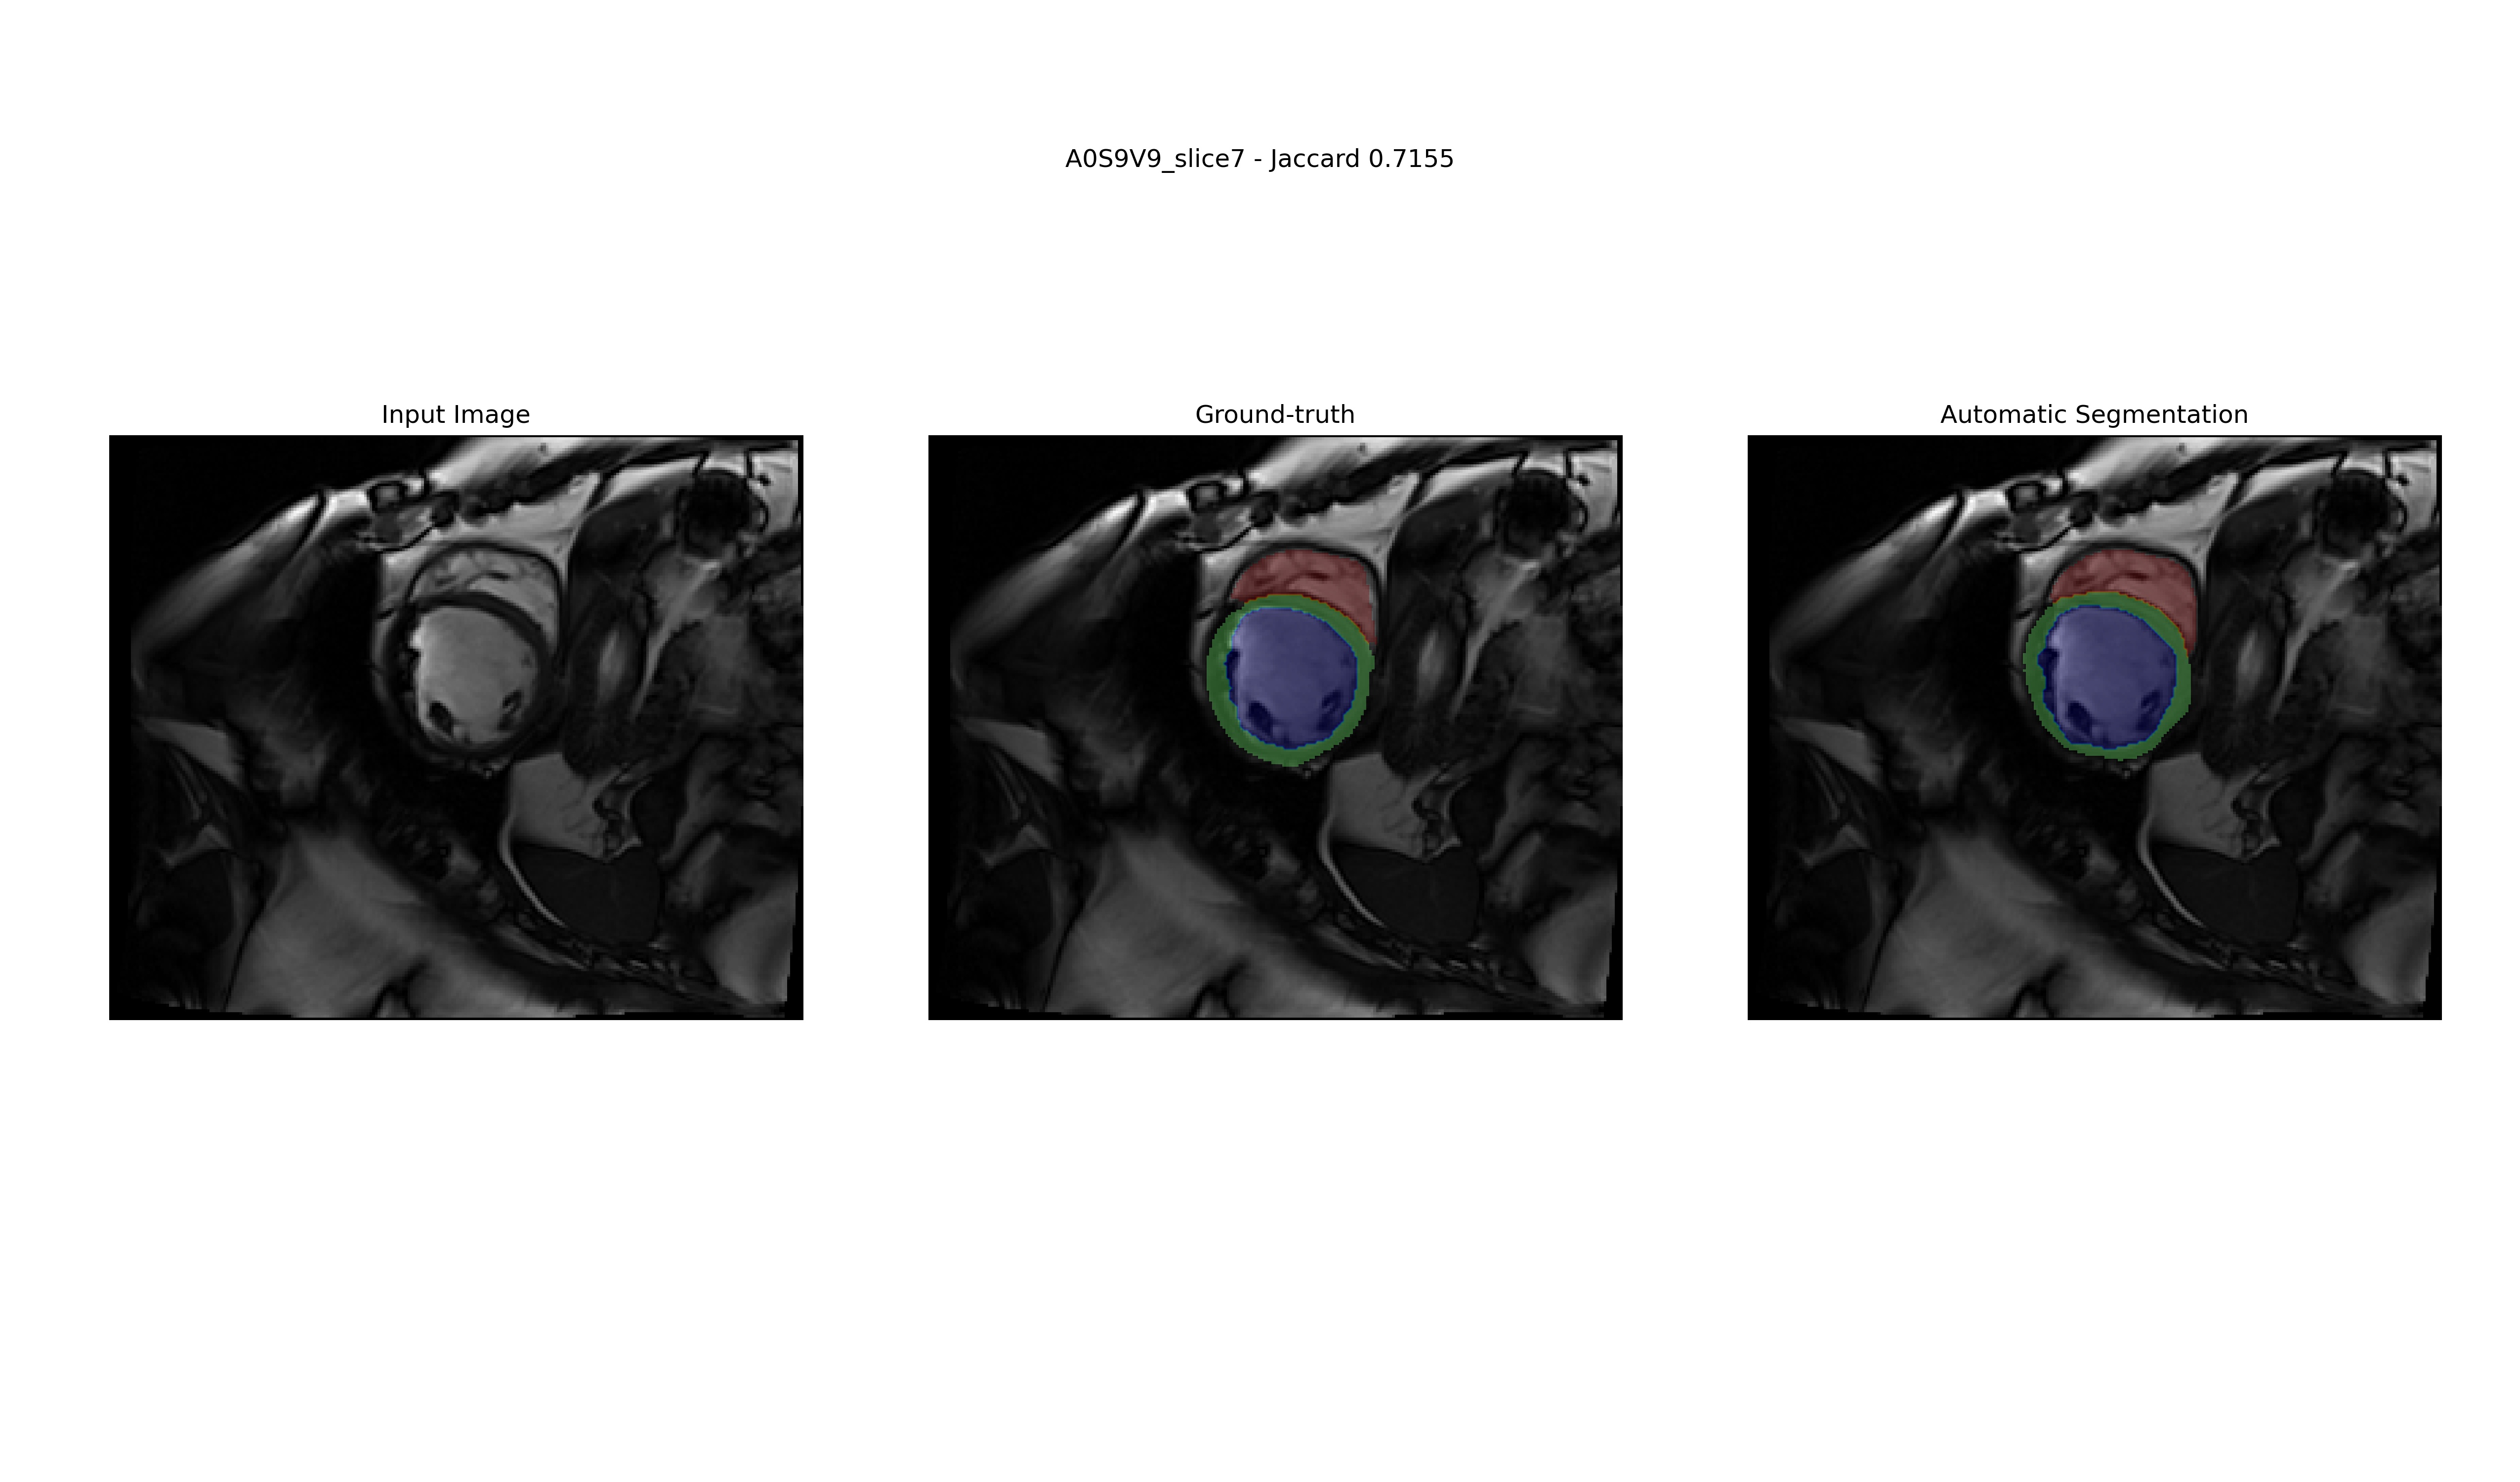 A0S9V9_slice7 - Jaccard 0.7155
Input Image
Ground-truth
Automatic Segmentation